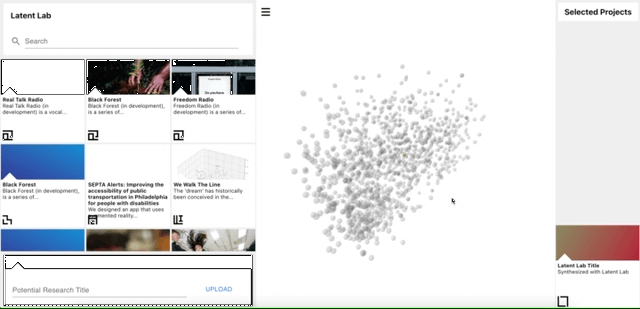 Latent Lab
Search
Real Talk Radio
Real Talk Radio (in
development) is a vocal...
Black Forest
Black Forest (in development),
is a series of...
Freedom Radio
Freedom Radio (in
development) is a series of...
Black Forest
Black Forest (in development),
is a series of...
SEPTA Alerts: Improving the
accessibility of public
transportation in Philadelphia
for people with disabilities
We designed an app that uses
reality...
We Walk The Line
The 'dream' has historically
been conceived in the...
Potential Research Title
UPLOAD
Selected Projects
Latent Lab Title
Synthesized with Latent Lab